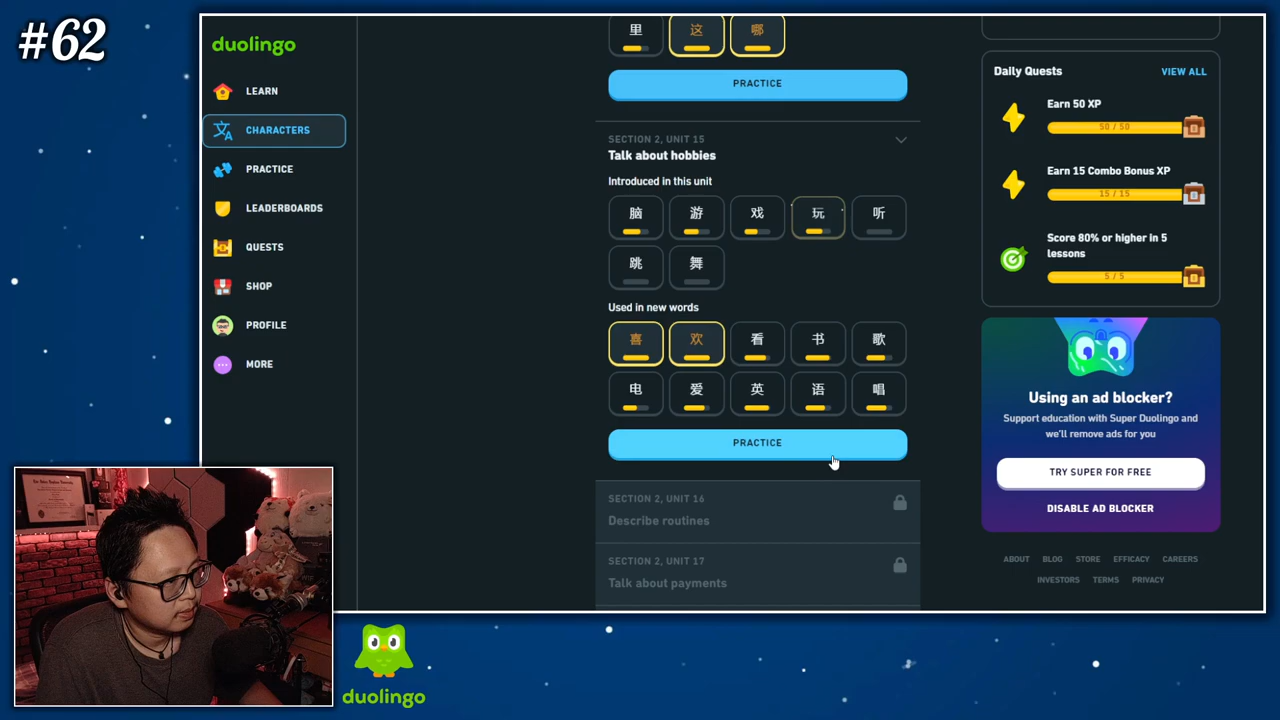 #62
duolingo
LEARN
CHARACTERS
PRACTICE
LEADERBOARDS
QUESTS
SHOP
PROFILE
MORE
里 这 哪
PRACTICE
SECTION 2, UNIT 15
Talk about hobbies
Introduced in this unit
脑 游 戏 玩 听
跳 舞
Used in new words
喜 欢 看 书 歌
电 爱 英 语 唱
PRACTICE
SECTION 2, UNIT 16
Describe routines
SECTION 2, UNIT 17
Talk about payments
Daily Quests VIEW ALL
Earn 50 XP
50 / 50
Earn 15 Combo Bonus XP
15 / 15
Score 80% or higher in 5
lessons
5 / 5
Using an ad blocker?
Support education with Super Duolingo and
we'll remove ads for you
TRY SUPER FOR FREE
DISABLE AD BLOCKER
ABOUT BLOG STORE EFFICACY CAREERS
INVESTORS TERMS PRIVACY
duolingo